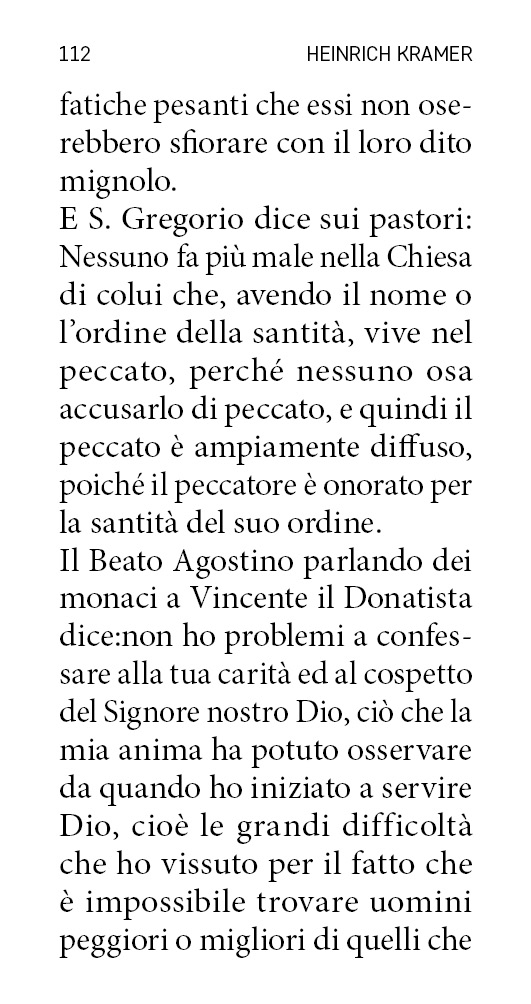 112 HEINRICH KRAMER
fatiche pesanti che essi non ose-
rebbero sfiorare con il loro dito
mignolo.
E S. Gregorio dice sui pastori:
Nessuno fa più male nella Chiesa
di colui che, avendo il nome o
l’ordine della santità, vive nel
peccato, perché nessuno osa
accusarlo di peccato, e quindi il
peccato è ampiamente diffuso,
poiché il peccatore è onorato per
la santità del suo ordine.
Il Beato Agostino parlando dei
monaci a Vincente il Donatista
dice:non ho problemi a confes-
sare alla tua carità ed al cospetto
del Signore nostro Dio, ciò che la
mia anima ha potuto osservare
da quando ho iniziato a servire
Dio, cioè le grandi difficoltà
che ho vissuto per il fatto che
è impossibile trovare uomini
peggiori o migliori di quelli che